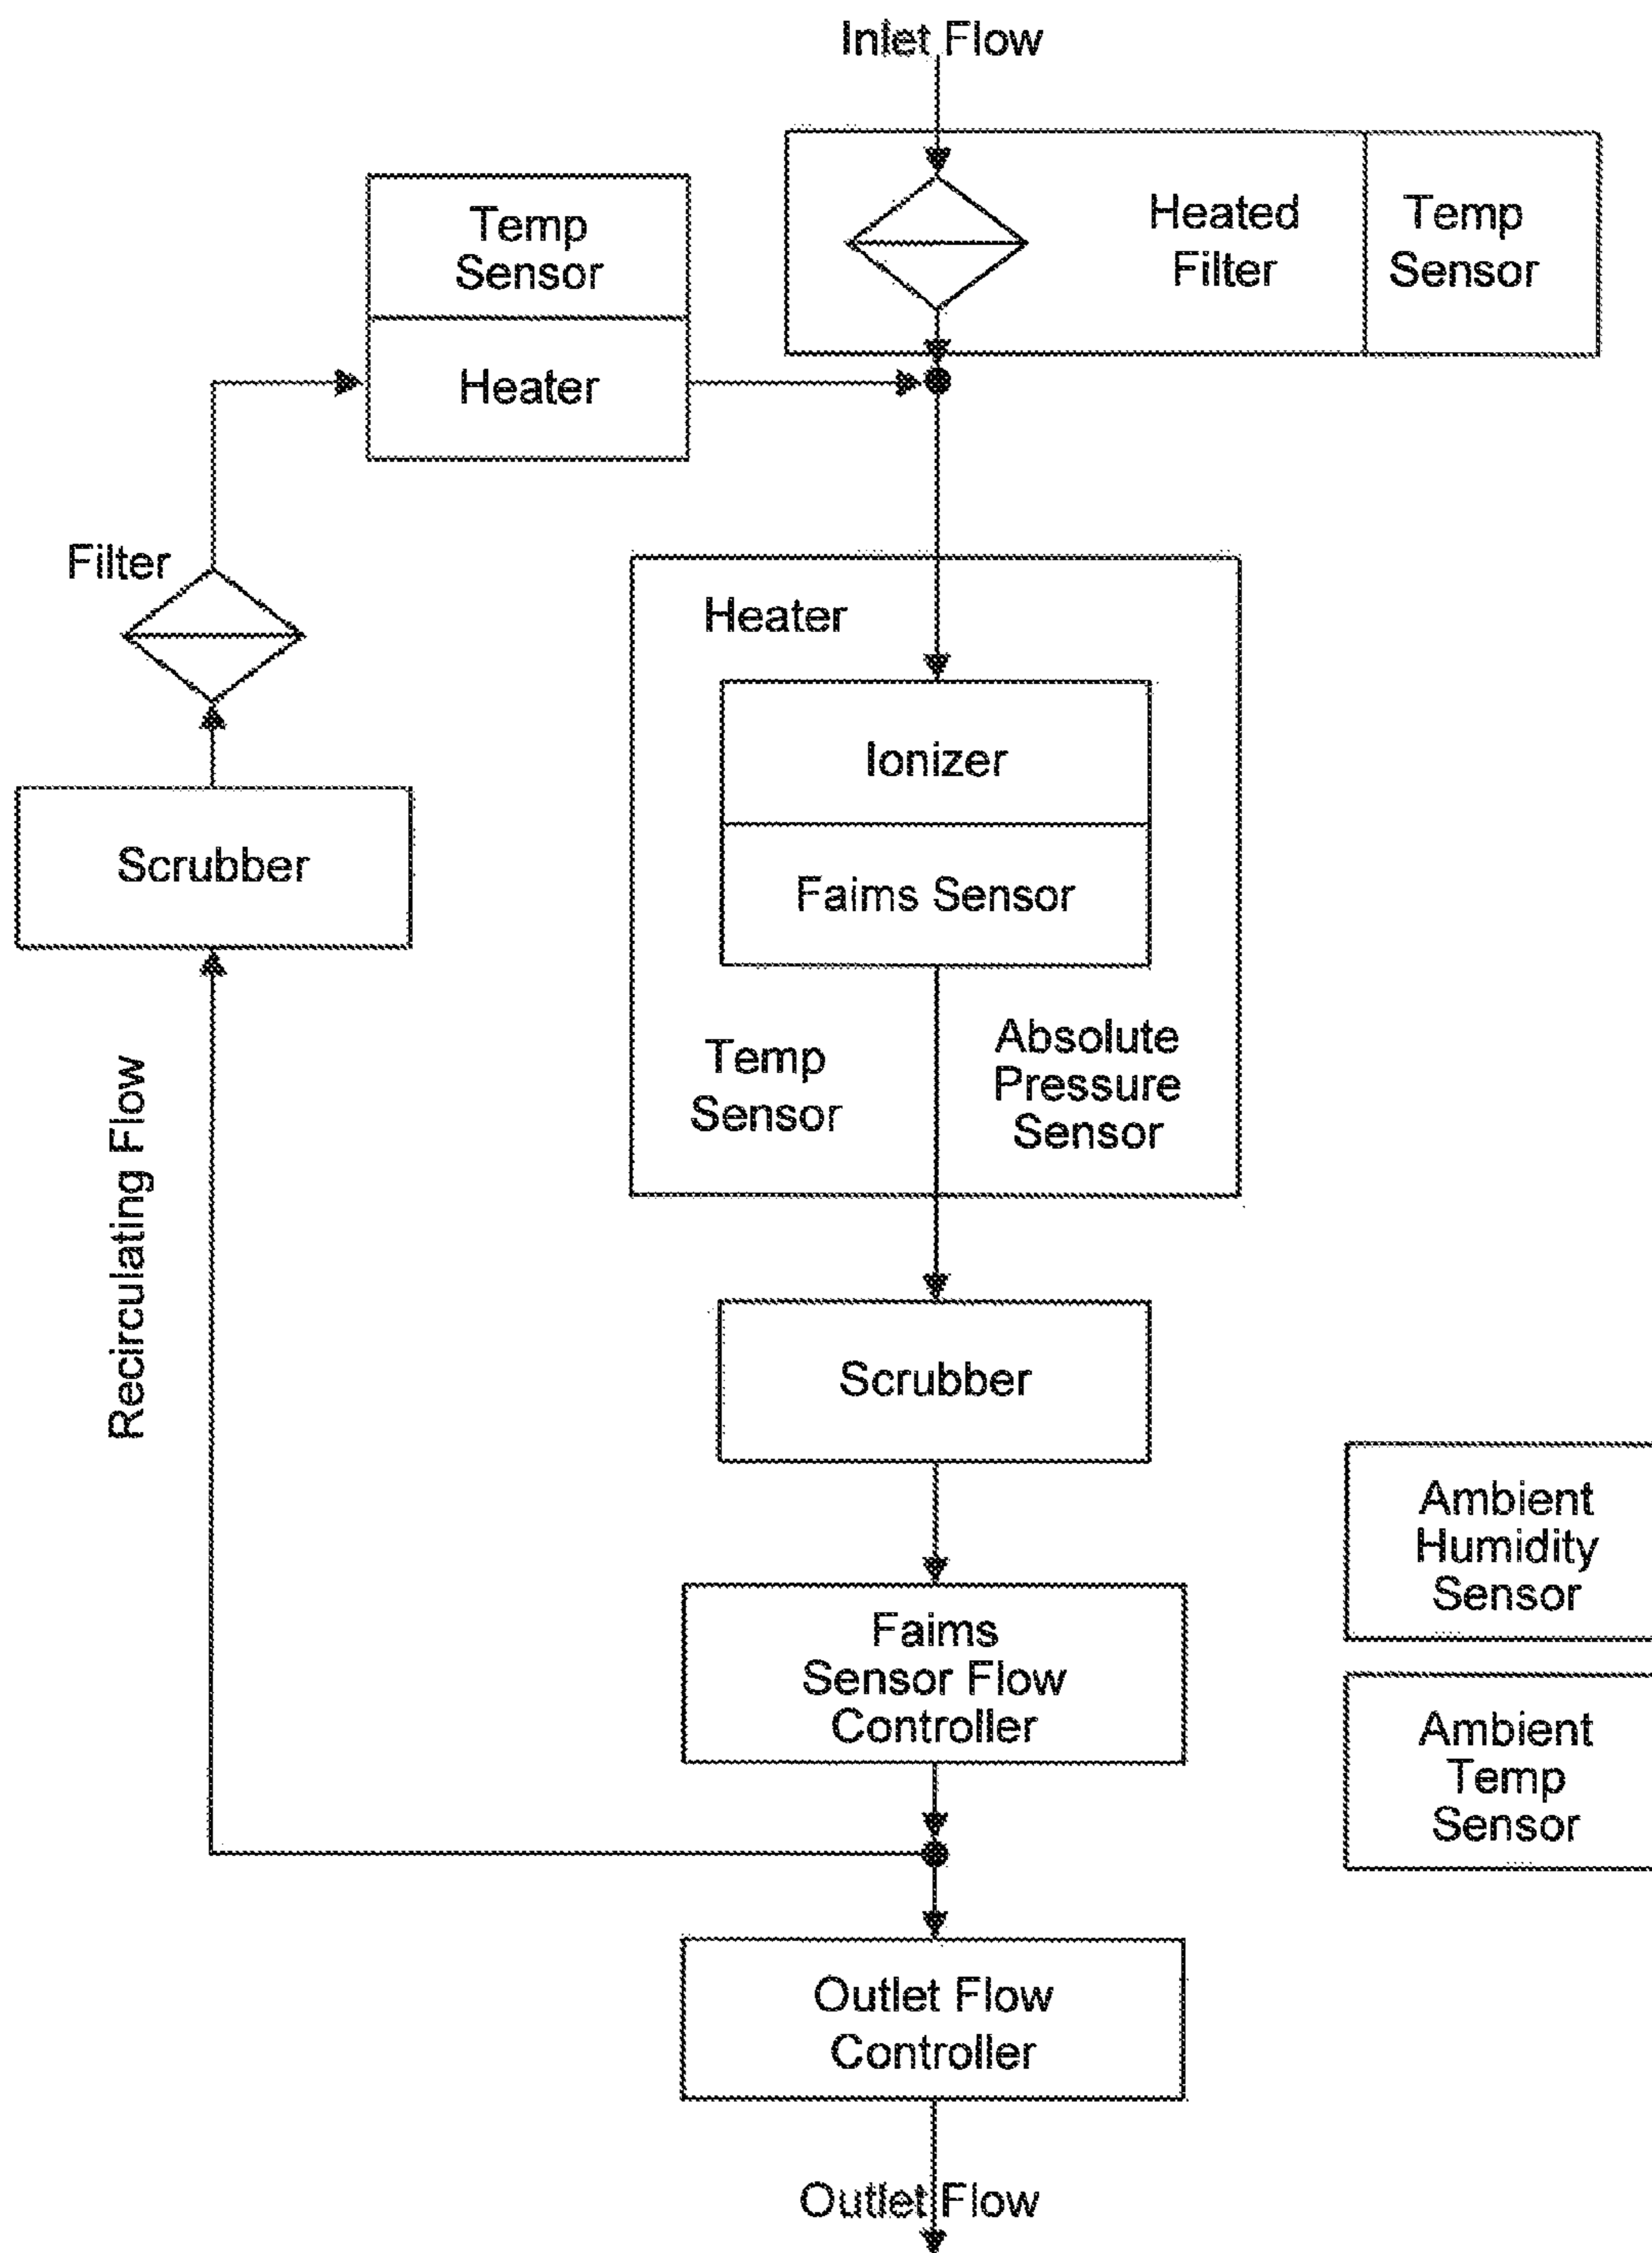 Inlet Flow
Heated
Filter
Temp
Sensor
Temp
Sensor
Heater
Filter
Heater
Ionizer
Faims Sensor
Scrubber
Temp
Sensor
Absolute
Pressure
Sensor
Recirculating Flow
Scrubber
Ambient
Humidity
Sensor
Faims
Sensor Flow
Controller
Ambient
Temp
Sensor
Outlet Flow
Controller
Outlet Flow